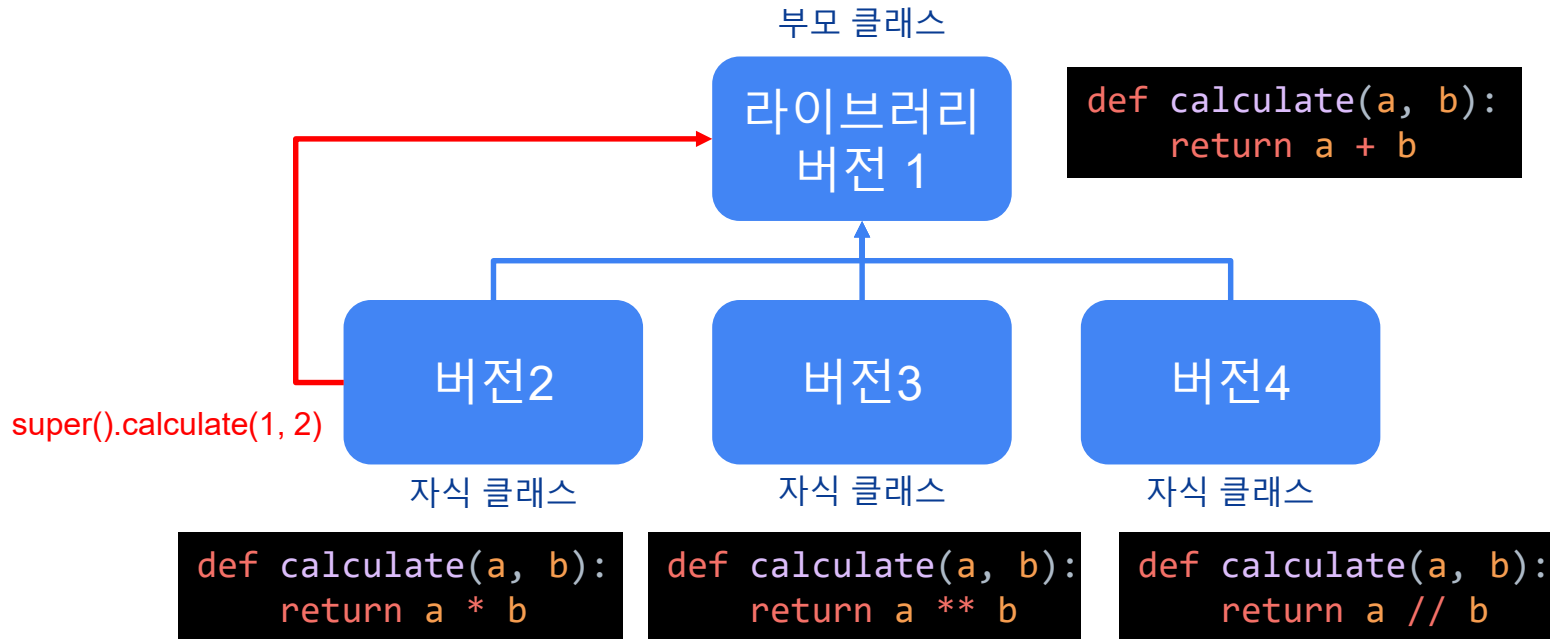 부모 클래스
라이브러리
버전 1
def calculate(a, b):
    return a + b
버전2
버전3
버전4
super().calculate(1, 2)
자식 클래스
자식 클래스
자식 클래스
def calculate(a, b):
    return a * b
def calculate(a, b):
    return a ** b
def calculate(a, b):
    return a // b